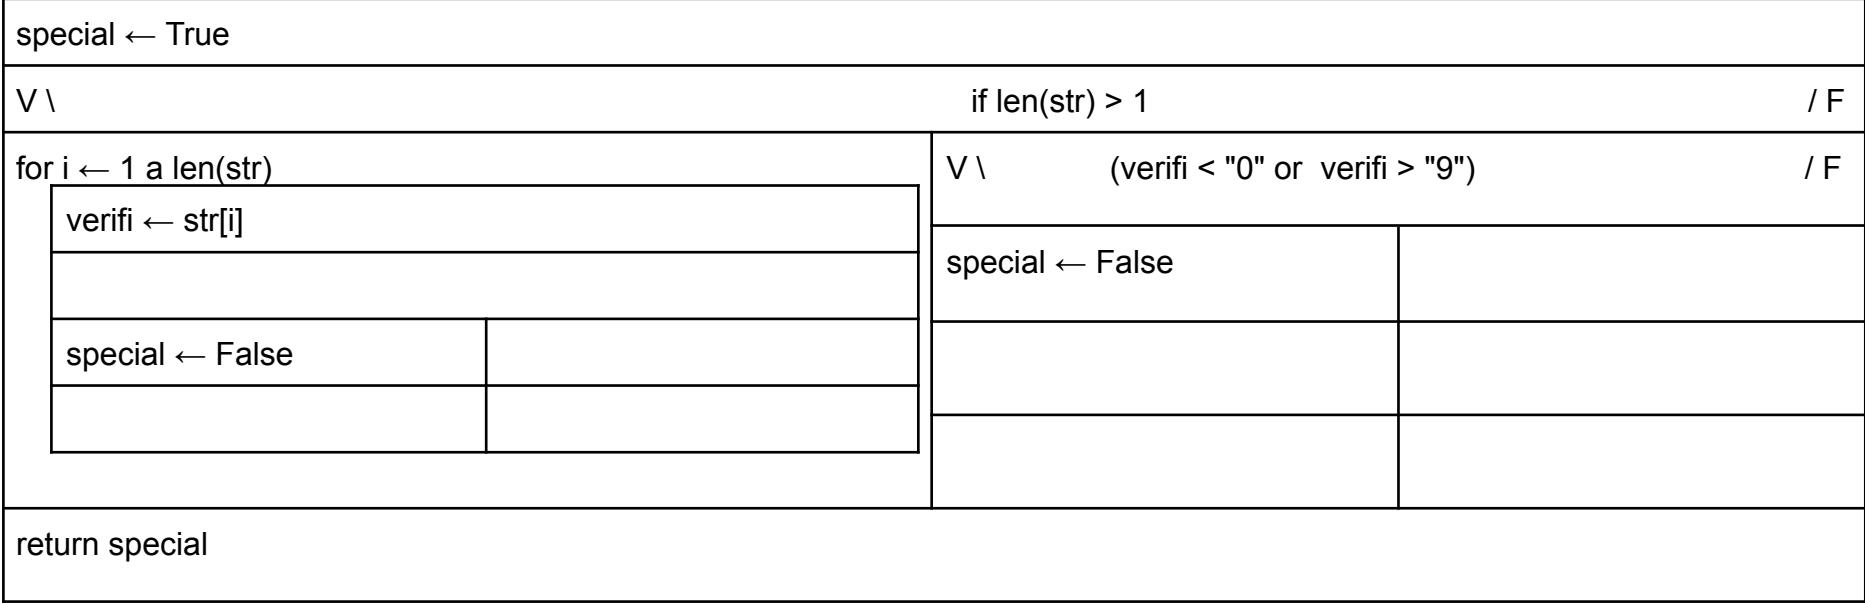 special ← True
V \ if len(str) > 1 / F
for i ← 1 a len(str)
verifi ← str[i]
special ← False
V \ (verifi < "0" or verifi > "9") / F
special ← False
return special